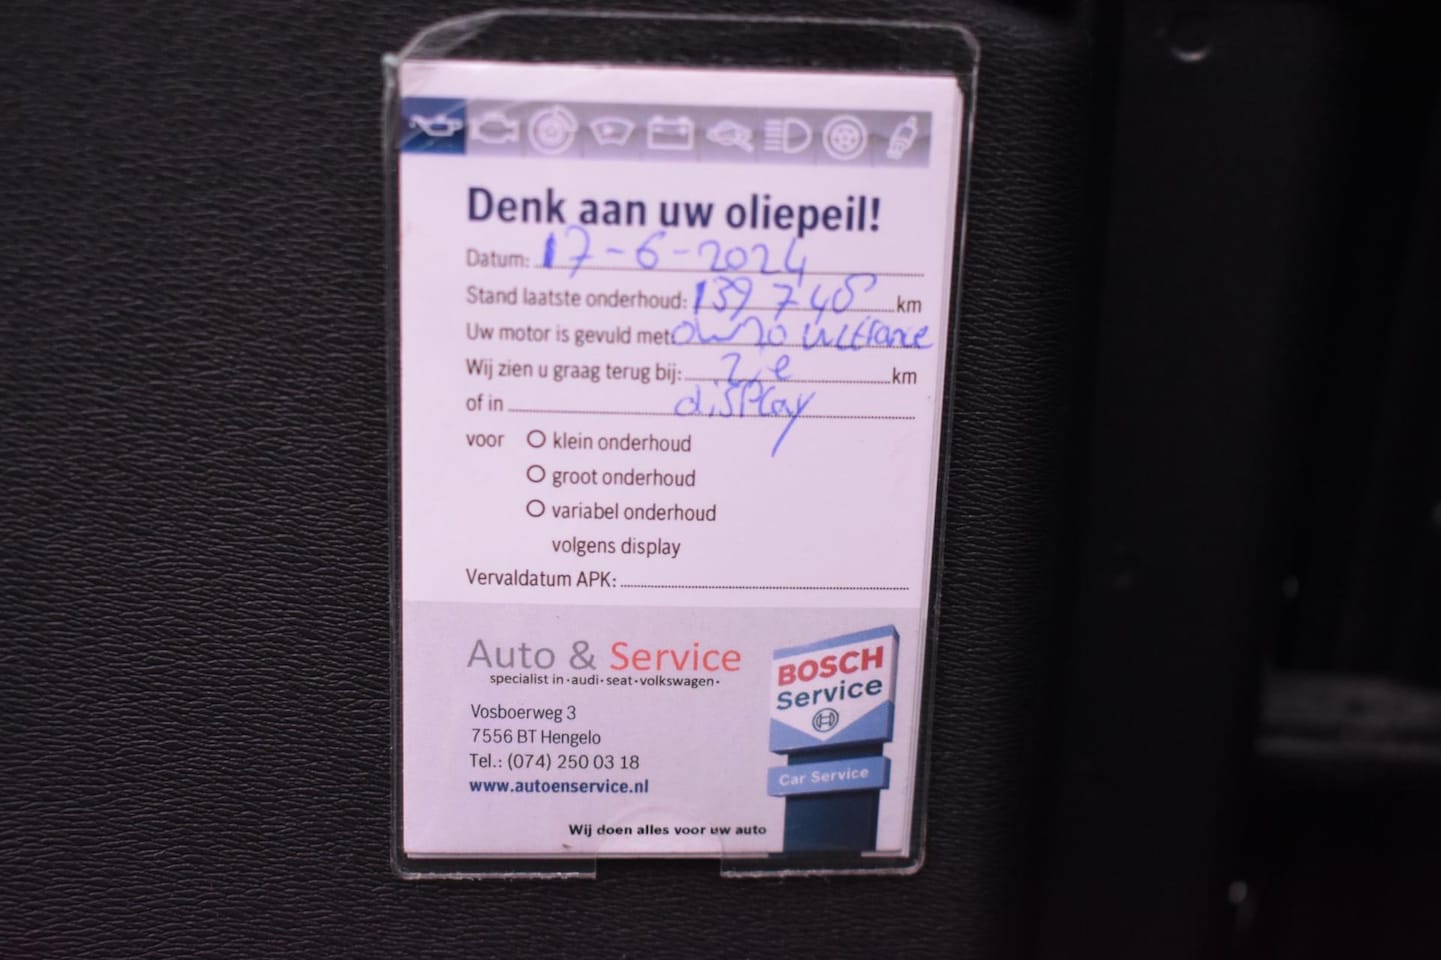 Denk aan uw oliepeil!
Datum: 17-6-2024
Stand laatste onderhoud: 139 748 km
Uw motor is gevuld met: 0W20
Wij zien u graag terug bij: Zie km
of in display
voor klein onderhoud
groot onderhoud
variabel onderhoud
volgens display
Vervaldatum APK:
Auto & Service
specialist in · audi · seat · volkswagen ·
BOSCH
Service
Vosboerweg 3
7556 BT Hengelo
Tel.: (074) 250 03 18
www.autoenservice.nl
Car Service
Wij doen alles voor uw auto